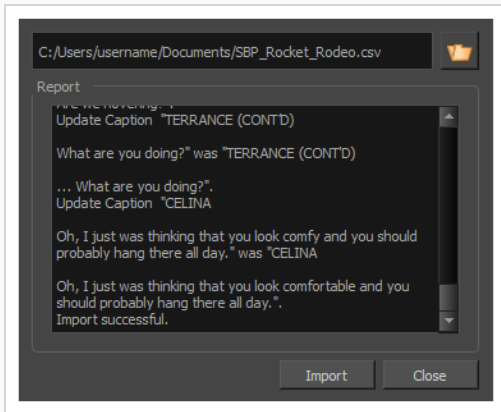 C:/Users/username/Documents/SBP_Rocket_Rodeo.csv
Report
Are we hovering?".
Update Caption "TERRANCE (CONT'D)
What are you doing?" was "TERRANCE (CONT'D)
... What are you doing?".
Update Caption "CELINA
Oh, I just was thinking that you look comfy and you should
probably hang there all day." was "CELINA
Oh, I just was thinking that you look comfortable and you
should probably hang there all day.".
Import successful.
Import
Close